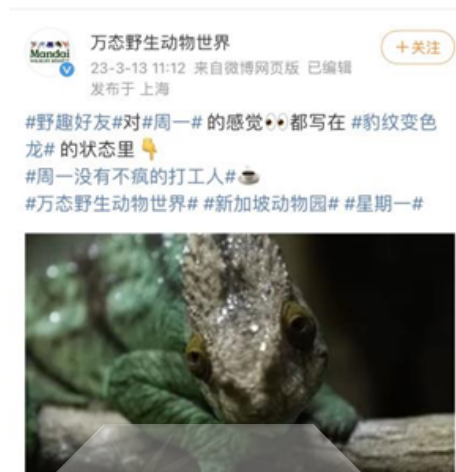 Mandai
万态野生动物世界
+关注
23-3-13 11:12 来自微博网页版 已编辑
发布于 上海
#野趣好友#对#周一# 的感觉👀都写在 #豹纹变色
龙# 的状态里👇
#周一没有不疯的打工人#☕
#万态野生动物世界# #新加坡动物园# #星期一#